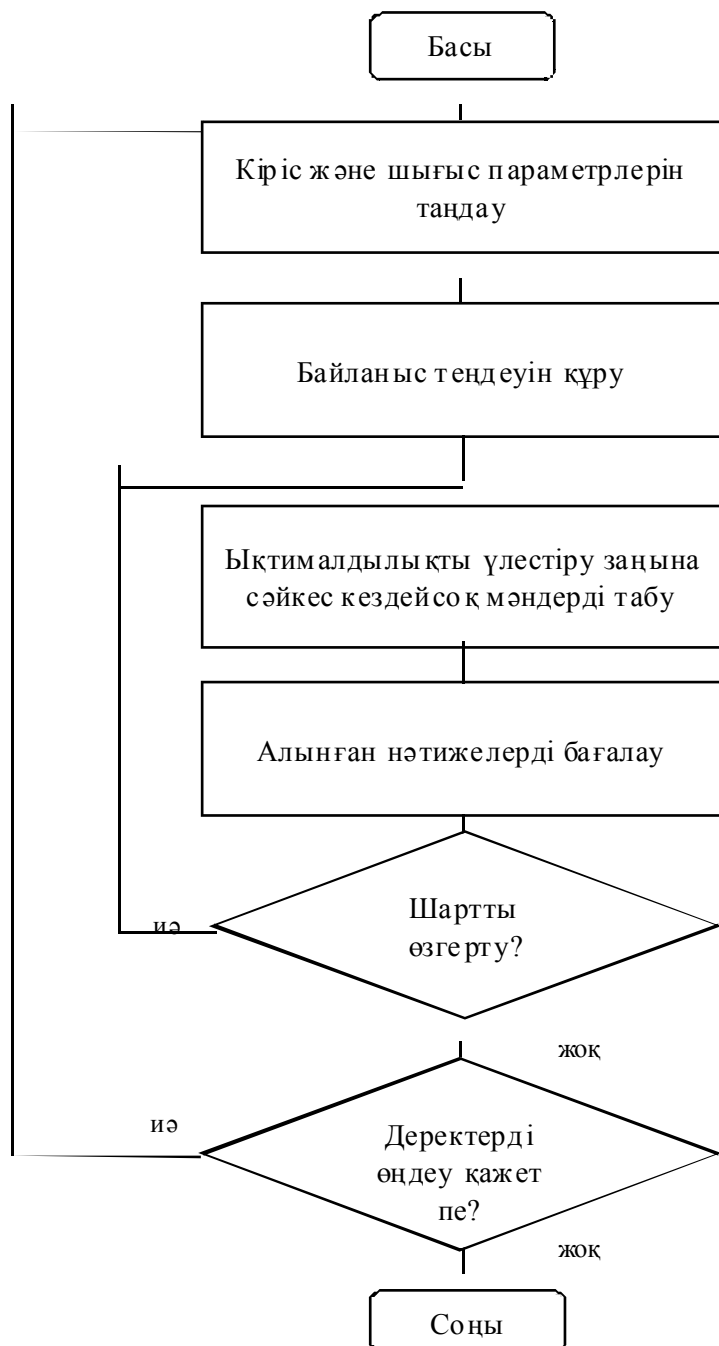 Басы
Кіріс және шығыс параметрлерін
таңдау
Байланыс теңдеуін құру
Ықтималдылықты үлестіру заңына
сәйкес кездейсоқ мәндерді табу
Алынған нәтижелерді бағалау
Шартты
өзгерту?
иә
жоқ
иә
Деректерді
өңдеу қажет
пе?
жоқ
Соңы